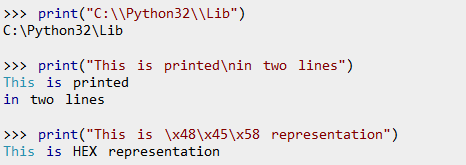 >>> print("C:\\Python32\\Lib")
C:\Python32\Lib
>>> print("This is printed\nin two lines")
This is printed
in two lines
>>> print("This is \x48\x45\x58 representation")
This is HEX representation